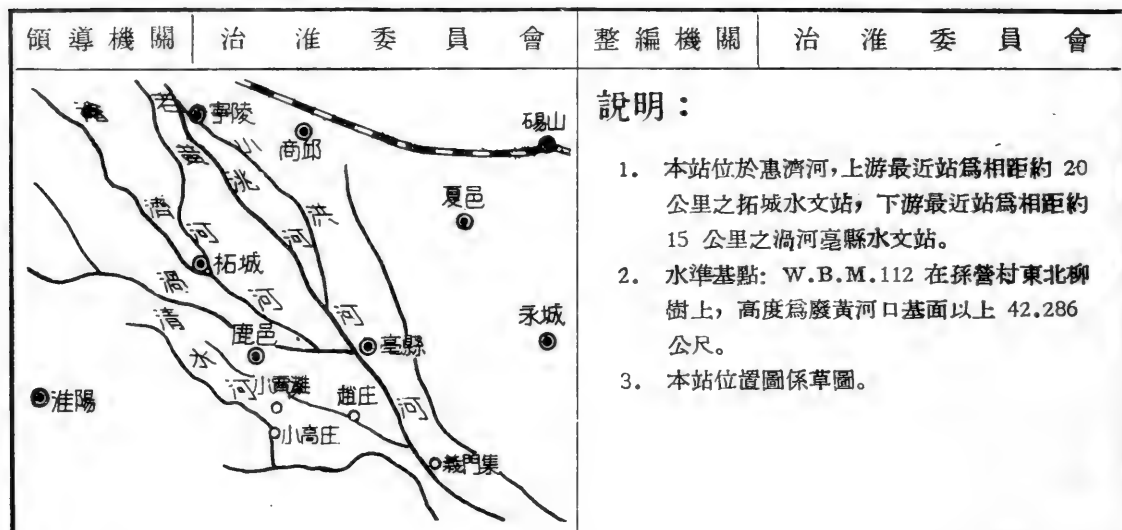 領導機關 治淮委員會 整編機關 治淮委員會
說明：
1. 本站位於惠濟河，上游最近站爲相距約 20
公里之拓城水文站，下游最近站爲相距約
15 公里之渦河亳縣水文站。
2. 水準基點: W.B.M.112 在孫營村東北柳
樹上，高度爲廢黃河口基面以上 42.286
公尺。
3. 本站位置圖係草圖。
寧陵
商邱
碭山
夏邑
拓城
永城
鹿邑
亳縣
淮陽
趙庄
小高庄
義門集
濟河
老黃河
小洪河
洮河
渦河
清水河